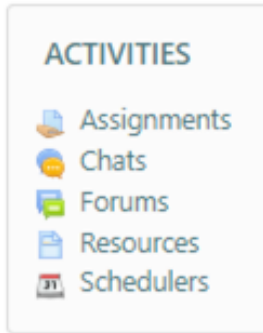 ACTIVITIES
Assignments
Chats
Forums
Resources
Schedulers